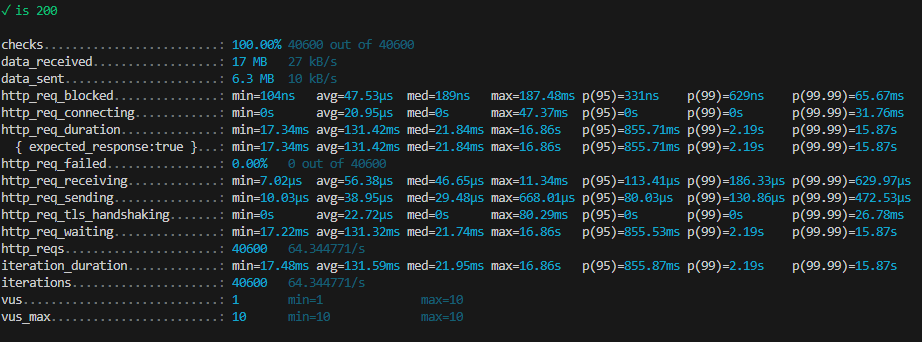 ✓ is 200
checks.........................: 100.00% 40600 out of 40600
data_received..................: 17 MB   27 kB/s
data_sent......................: 6.3 MB  10 kB/s
http_req_blocked...............: min=104ns   avg=47.53µs  med=189ns   max=187.48ms p(95)=331ns    p(99)=629ns    p(99.99)=65.67ms
http_req_connecting............: min=0s      avg=20.95µs  med=0s      max=47.37ms  p(95)=0s       p(99)=0s       p(99.99)=31.76ms
http_req_duration..............: min=17.34ms avg=131.42ms med=21.84ms max=16.86s   p(95)=855.71ms p(99)=2.19s    p(99.99)=15.87s
{ expected_response:true }...: min=17.34ms avg=131.42ms med=21.84ms max=16.86s   p(95)=855.71ms p(99)=2.19s    p(99.99)=15.87s
http_req_failed................: 0.00%   0 out of 40600
http_req_receiving.............: min=7.02µs  avg=56.38µs  med=46.65µs max=11.34ms  p(95)=113.41µs p(99)=186.33µs p(99.99)=629.97µs
http_req_sending...............: min=10.03µs avg=38.95µs  med=29.48µs max=668.01µs p(95)=80.03µs  p(99)=130.86µs p(99.99)=472.53µs
http_req_tls_handshaking.......: min=0s      avg=22.72µs  med=0s      max=80.29ms  p(95)=0s       p(99)=0s       p(99.99)=26.78ms
http_req_waiting...............: min=17.22ms avg=131.32ms med=21.74ms max=16.86s   p(95)=855.53ms p(99)=2.19s    p(99.99)=15.87s
http_reqs......................: 40600   64.344771/s
iteration_duration.............: min=17.48ms avg=131.59ms med=21.95ms max=16.86s   p(95)=855.87ms p(99)=2.19s    p(99.99)=15.87s
iterations.....................: 40600   64.344771/s
vus............................: 1       min=1              max=10
vus_max........................: 10      min=10             max=10